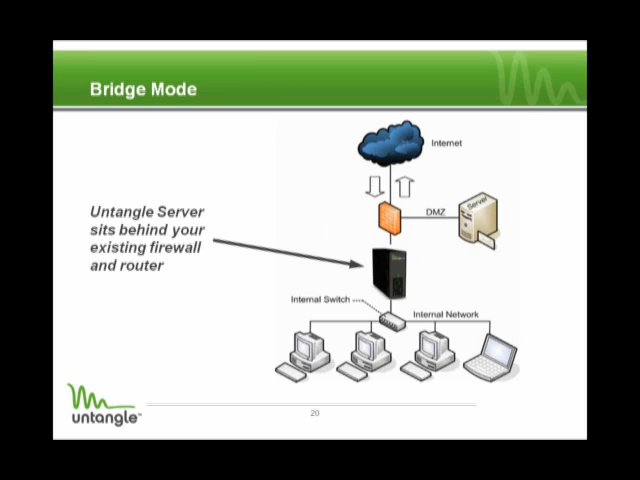 Bridge Mode
Internet
DMZ
Server
Untangle Server
sits behind your
existing firewall
and router
Internal Switch
Internal Network
untangle™
20